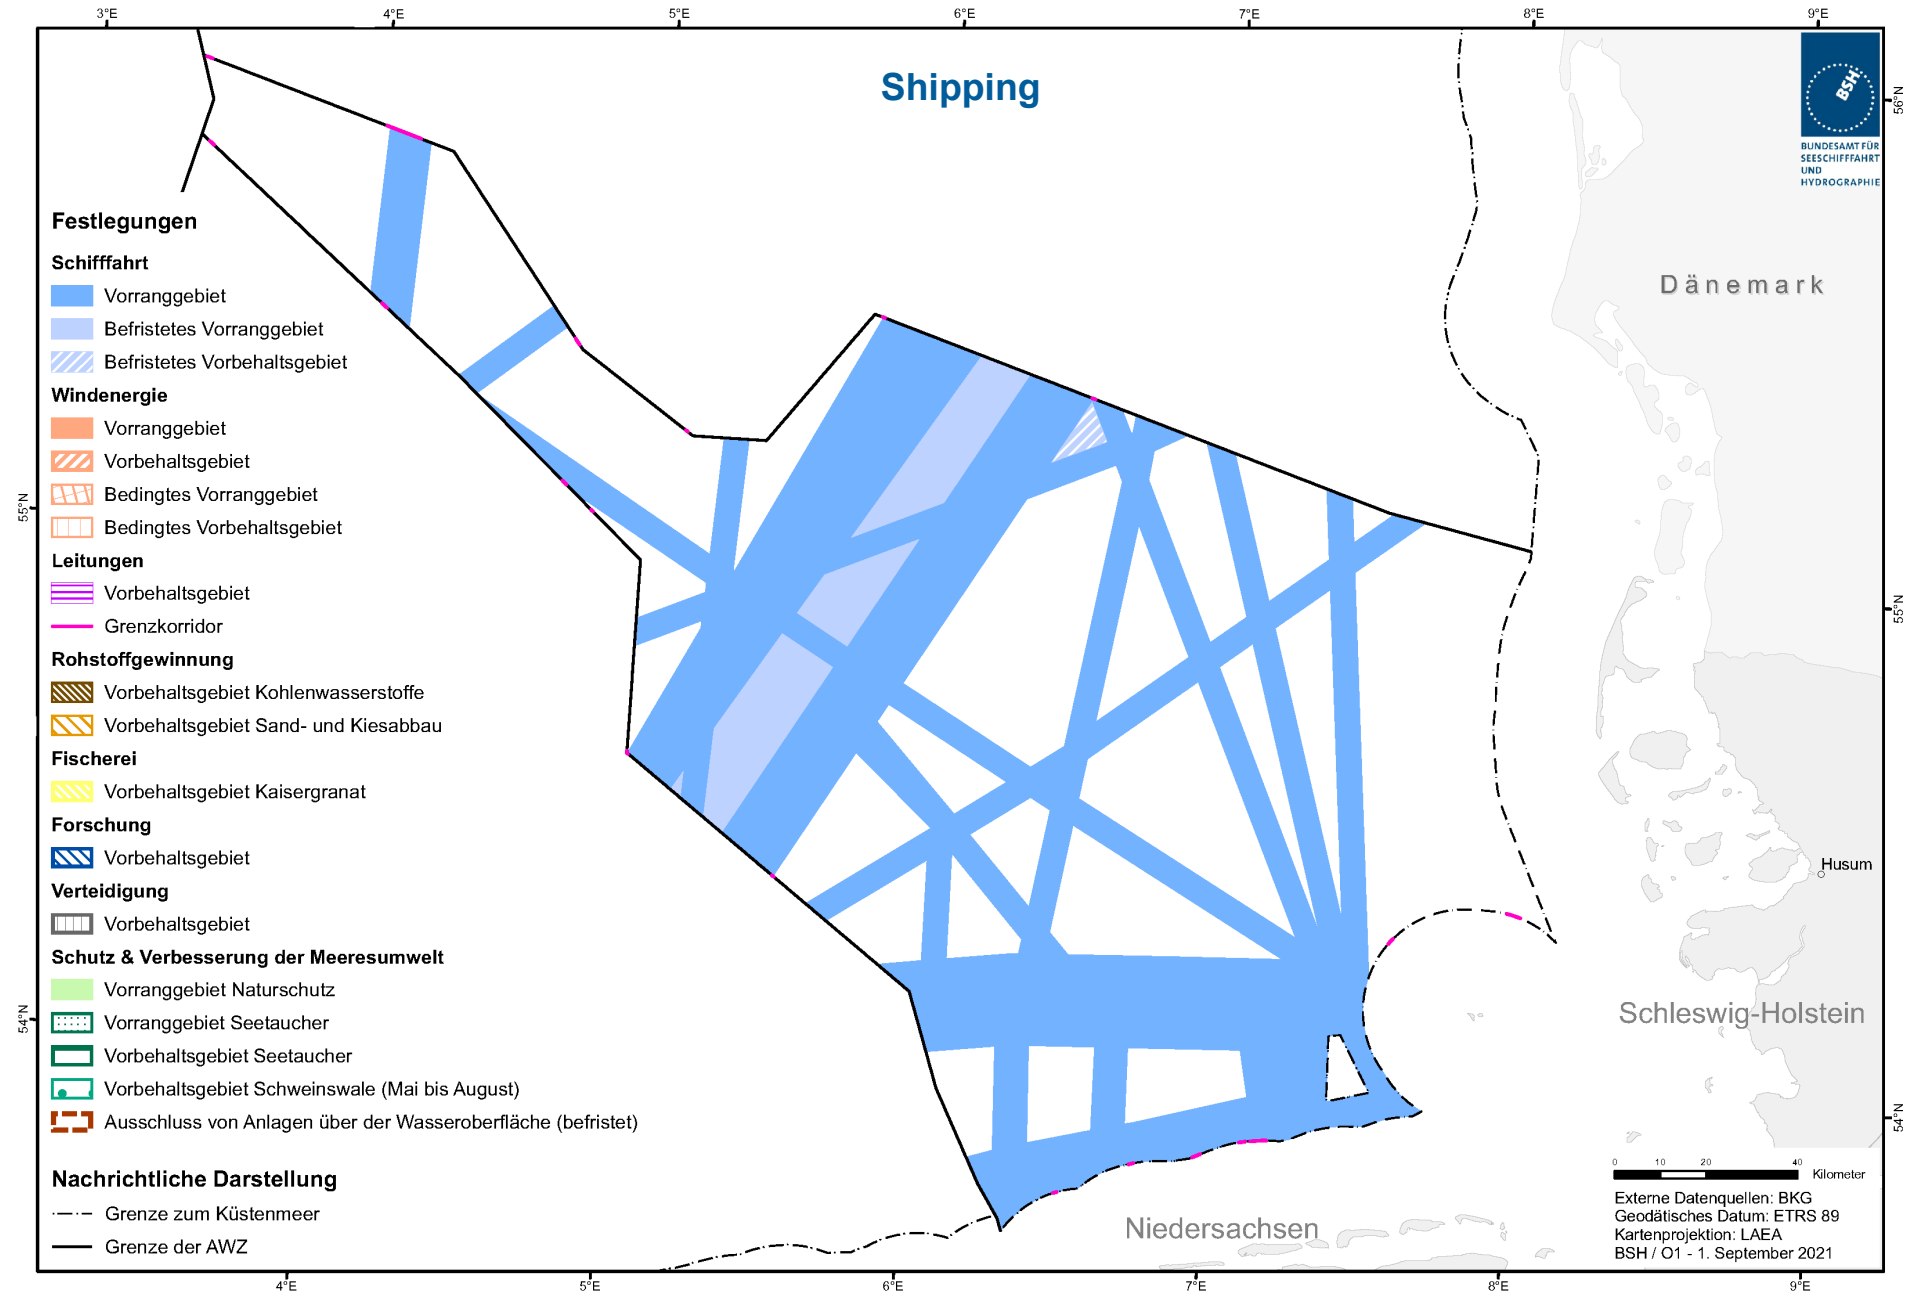 3°E 4°E 5°E 6°E 7°E 8°E 9°E
Shipping
BSH
BUNDESAMT FÜR
SEESCHIFFFAHRT
UND
HYDROGRAPHIE
56°N
Festlegungen
Schifffahrt
Vorranggebiet
Befristetes Vorranggebiet
Befristetes Vorbehaltsgebiet
Windenergie
Vorranggebiet
Vorbehaltsgebiet
Bedingtes Vorranggebiet
Bedingtes Vorbehaltsgebiet
Leitungen
Vorbehaltsgebiet
Grenzkorridor
Rohstoffgewinnung
Vorbehaltsgebiet Kohlenwasserstoffe
Vorbehaltsgebiet Sand- und Kiesabbau
Fischerei
Vorbehaltsgebiet Kaisergranat
Forschung
Vorbehaltsgebiet
Verteidigung
Vorbehaltsgebiet
Schutz & Verbesserung der Meeresumwelt
Vorranggebiet Naturschutz
Vorranggebiet Seetaucher
Vorbehaltsgebiet Seetaucher
Vorbehaltsgebiet Schweinswale (Mai bis August)
Ausschluss von Anlagen über der Wasseroberfläche (befristet)
Nachrichtliche Darstellung
Grenze zum Küstenmeer
Grenze der AWZ
55°N
54°N
Dänemark
55°N
Husum
Schleswig-Holstein
54°N
Niedersachsen
0 10 20 40 Kilometer
Externe Datenquellen: BKG
Geodätisches Datum: ETRS 89
Kartenprojektion: LAEA
BSH / O1 - 1. September 2021
4°E 5°E 6°E 7°E 8°E 9°E